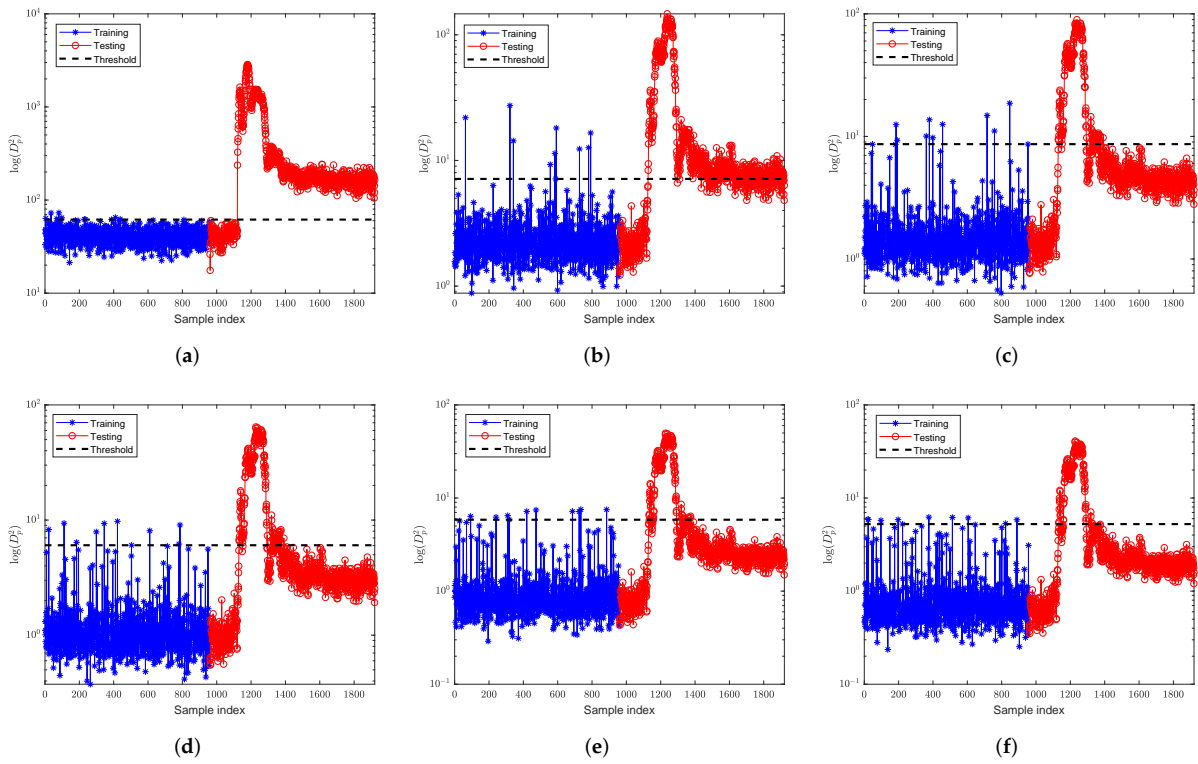 10^4
10^3
10^2
10^1
log(D_p^2)
Training
Testing
Threshold
0 200 400 600 800 1000 1200 1400 1600 1800
Sample index
(a)
10^2
10^1
10^0
log(D_p^2)
Training
Testing
Threshold
0 200 400 600 800 1000 1200 1400 1600 1800
Sample index
(b)
10^2
10^1
10^0
log(D_p^2)
Training
Testing
Threshold
0 200 400 600 800 1000 1200 1400 1600 1800
Sample index
(c)
10^2
10^1
10^0
log(D_p^2)
Training
Testing
Threshold
0 200 400 600 800 1000 1200 1400 1600 1800
Sample index
(d)
10^2
10^1
10^0
10^-1
log(D_p^2)
Training
Testing
Threshold
0 200 400 600 800 1000 1200 1400 1600 1800
Sample index
(e)
10^2
10^1
10^0
10^-1
log(D_p^2)
Training
Testing
Threshold
0 200 400 600 800 1000 1200 1400 1600 1800
Sample index
(f)